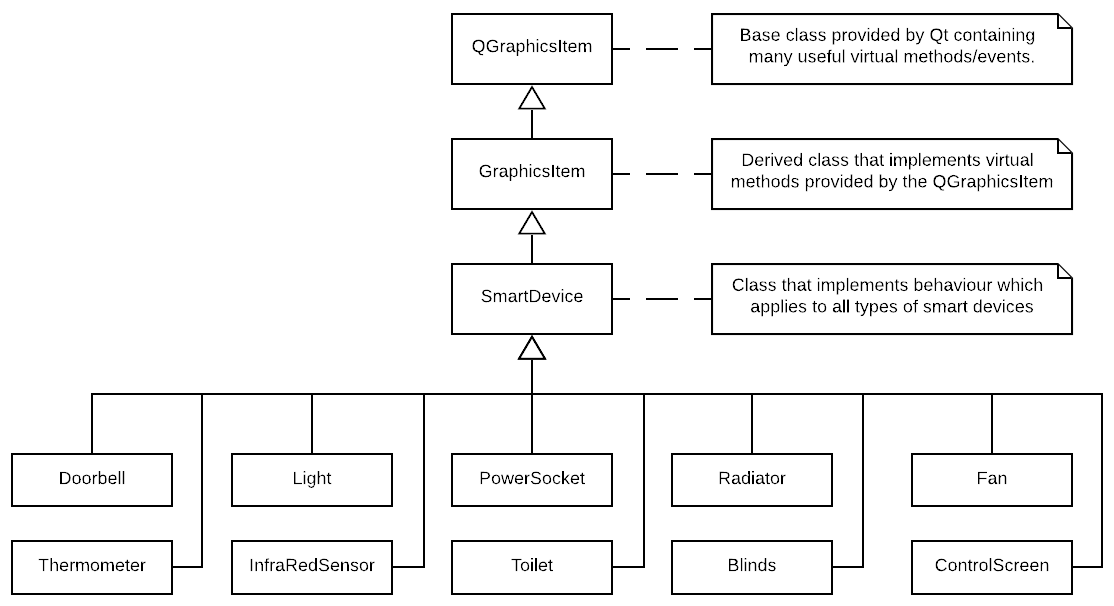 QGraphicsItem
Base class provided by Qt containing
many useful virtual methods/events.
GraphicsItem
Derived class that implements virtual
methods provided by the QGraphicsItem
SmartDevice
Class that implements behaviour which
applies to all types of smart devices
Doorbell
Light
PowerSocket
Radiator
Fan
Thermometer
InfraRedSensor
Toilet
Blinds
ControlScreen